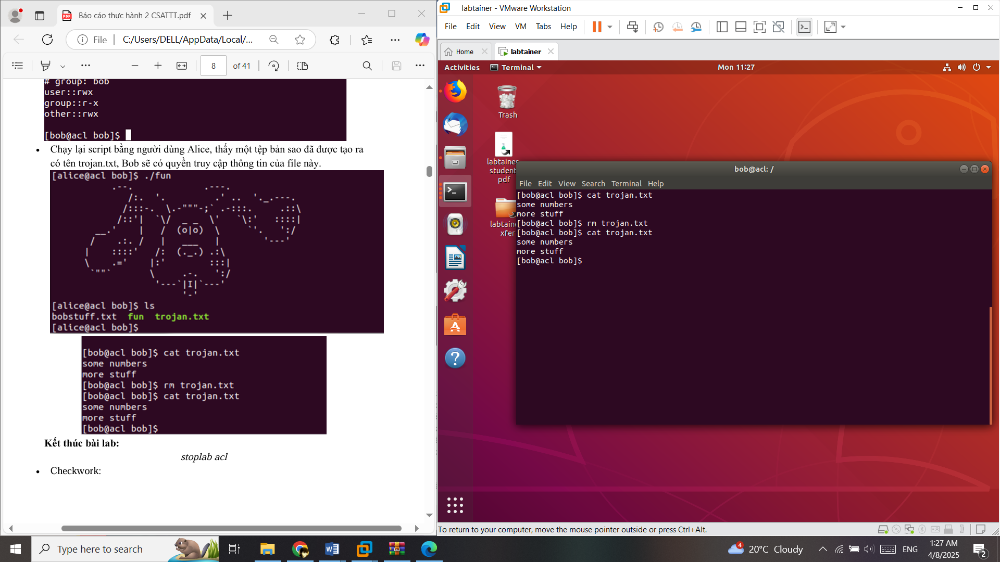 Báo cáo thực hành 2 CSATTT.pdf
File
C:/Users/DELL/AppData/Local/...
8 of 41
# group: bob
user::rwx
group::r-x
other::rwx
[bob@acl bob]$
• Chạy lại script bằng người dùng Alice, thấy một tệp bản sao đã được tạo ra
có tên trojan.txt, Bob sẽ có quyền truy cập thông tin của file này.
[alice@acl bob]$ ./fun
[alice@acl bob]$ ls
bobstuff.txt fun trojan.txt
[alice@acl bob]$
[bob@acl bob]$ cat trojan.txt
some numbers
more stuff
[bob@acl bob]$ rm trojan.txt
[bob@acl bob]$ cat trojan.txt
some numbers
more stuff
[bob@acl bob]$
Kết thúc bài lab:
stoplab acl
• Checkwork:
labtainer - VMware Workstation
File Edit View VM Tabs Help
Home
labtainer
Activities
Terminal
Mon 11:27
Trash
labtainer
student
pdf
xfer
bob@acl: /
File Edit View Search Terminal Help
[bob@acl bob]$ cat trojan.txt
some numbers
more stuff
[bob@acl bob]$ rm trojan.txt
[bob@acl bob]$ cat trojan.txt
some numbers
more stuff
[bob@acl bob]$
To return to your computer, move the mouse pointer outside or press Ctrl+Alt.
Type here to search
4
20°C Cloudy
ENG
1:27 AM
4/8/2025
2